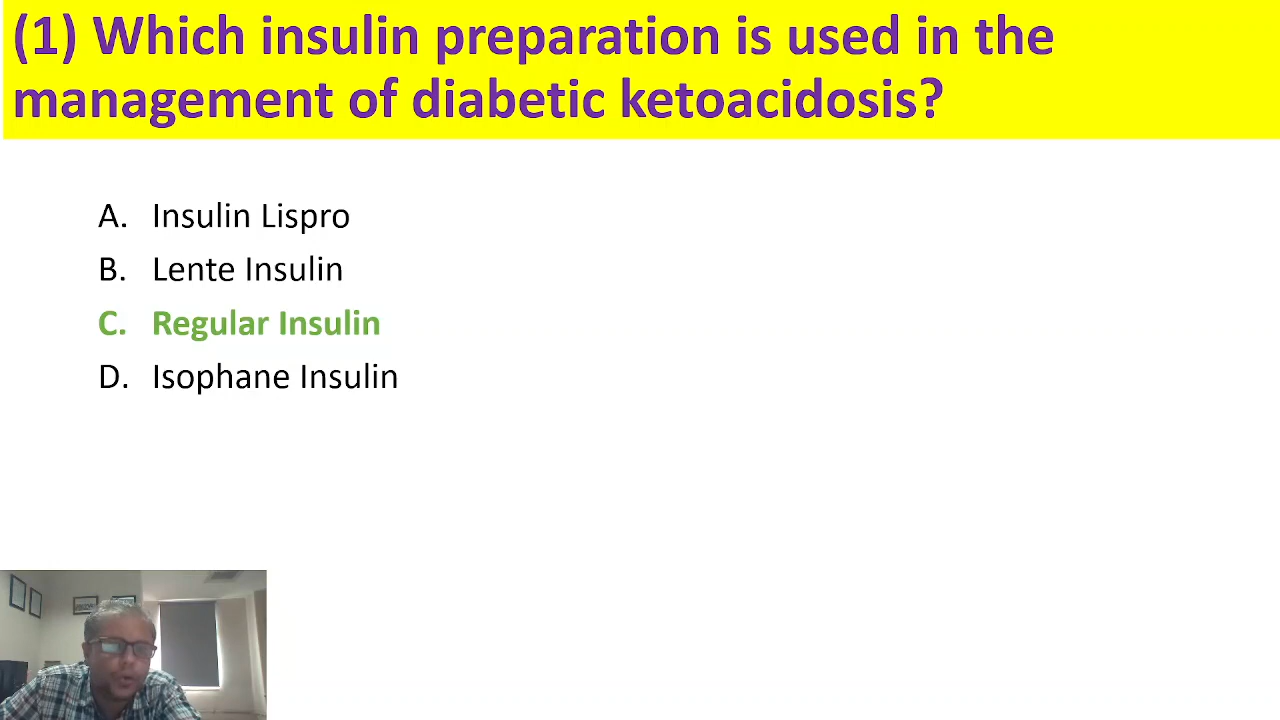 (1) Which insulin preparation is used in the
management of diabetic ketoacidosis?
A. Insulin Lispro
B. Lente Insulin
C. Regular Insulin
D. Isophane Insulin